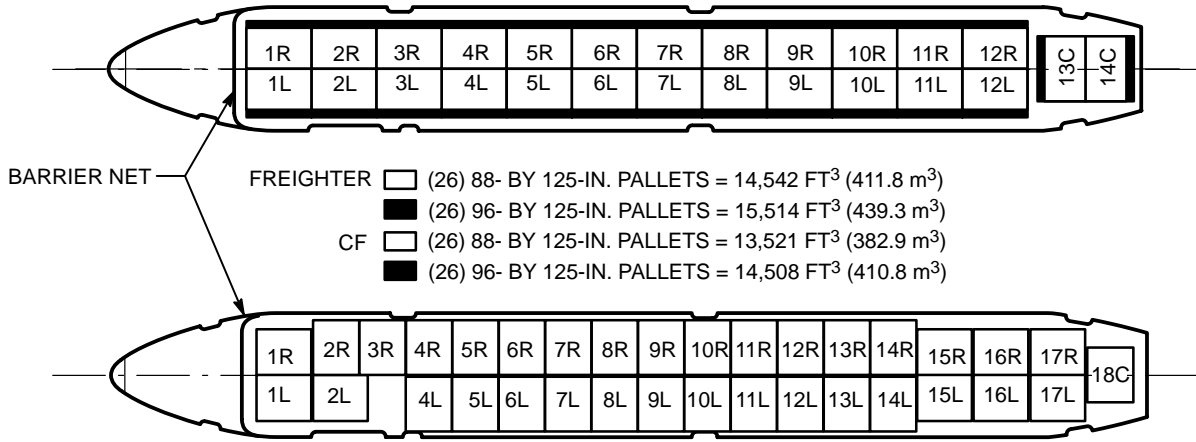 1R 2R 3R 4R 5R 6R 7R 8R 9R 10R 11R 12R
1L 2L 3L 4L 5L 6L 7L 8L 9L 10L 11L 12L
13C 14C
BARRIER NET
FREIGHTER (26) 88- BY 125-IN. PALLETS = 14,542 FT³ (411.8 m³)
(26) 96- BY 125-IN. PALLETS = 15,514 FT³ (439.3 m³)
CF (26) 88- BY 125-IN. PALLETS = 13,521 FT³ (382.9 m³)
(26) 96- BY 125-IN. PALLETS = 14,508 FT³ (410.8 m³)
1R 2R 3R 4R 5R 6R 7R 8R 9R 10R 11R 12R 13R 14R 15R 16R 17R
18C
1L 2L 4L 5L 6L 7L 8L 9L 10L 11L 12L 13L 14L 15L 16L 17L